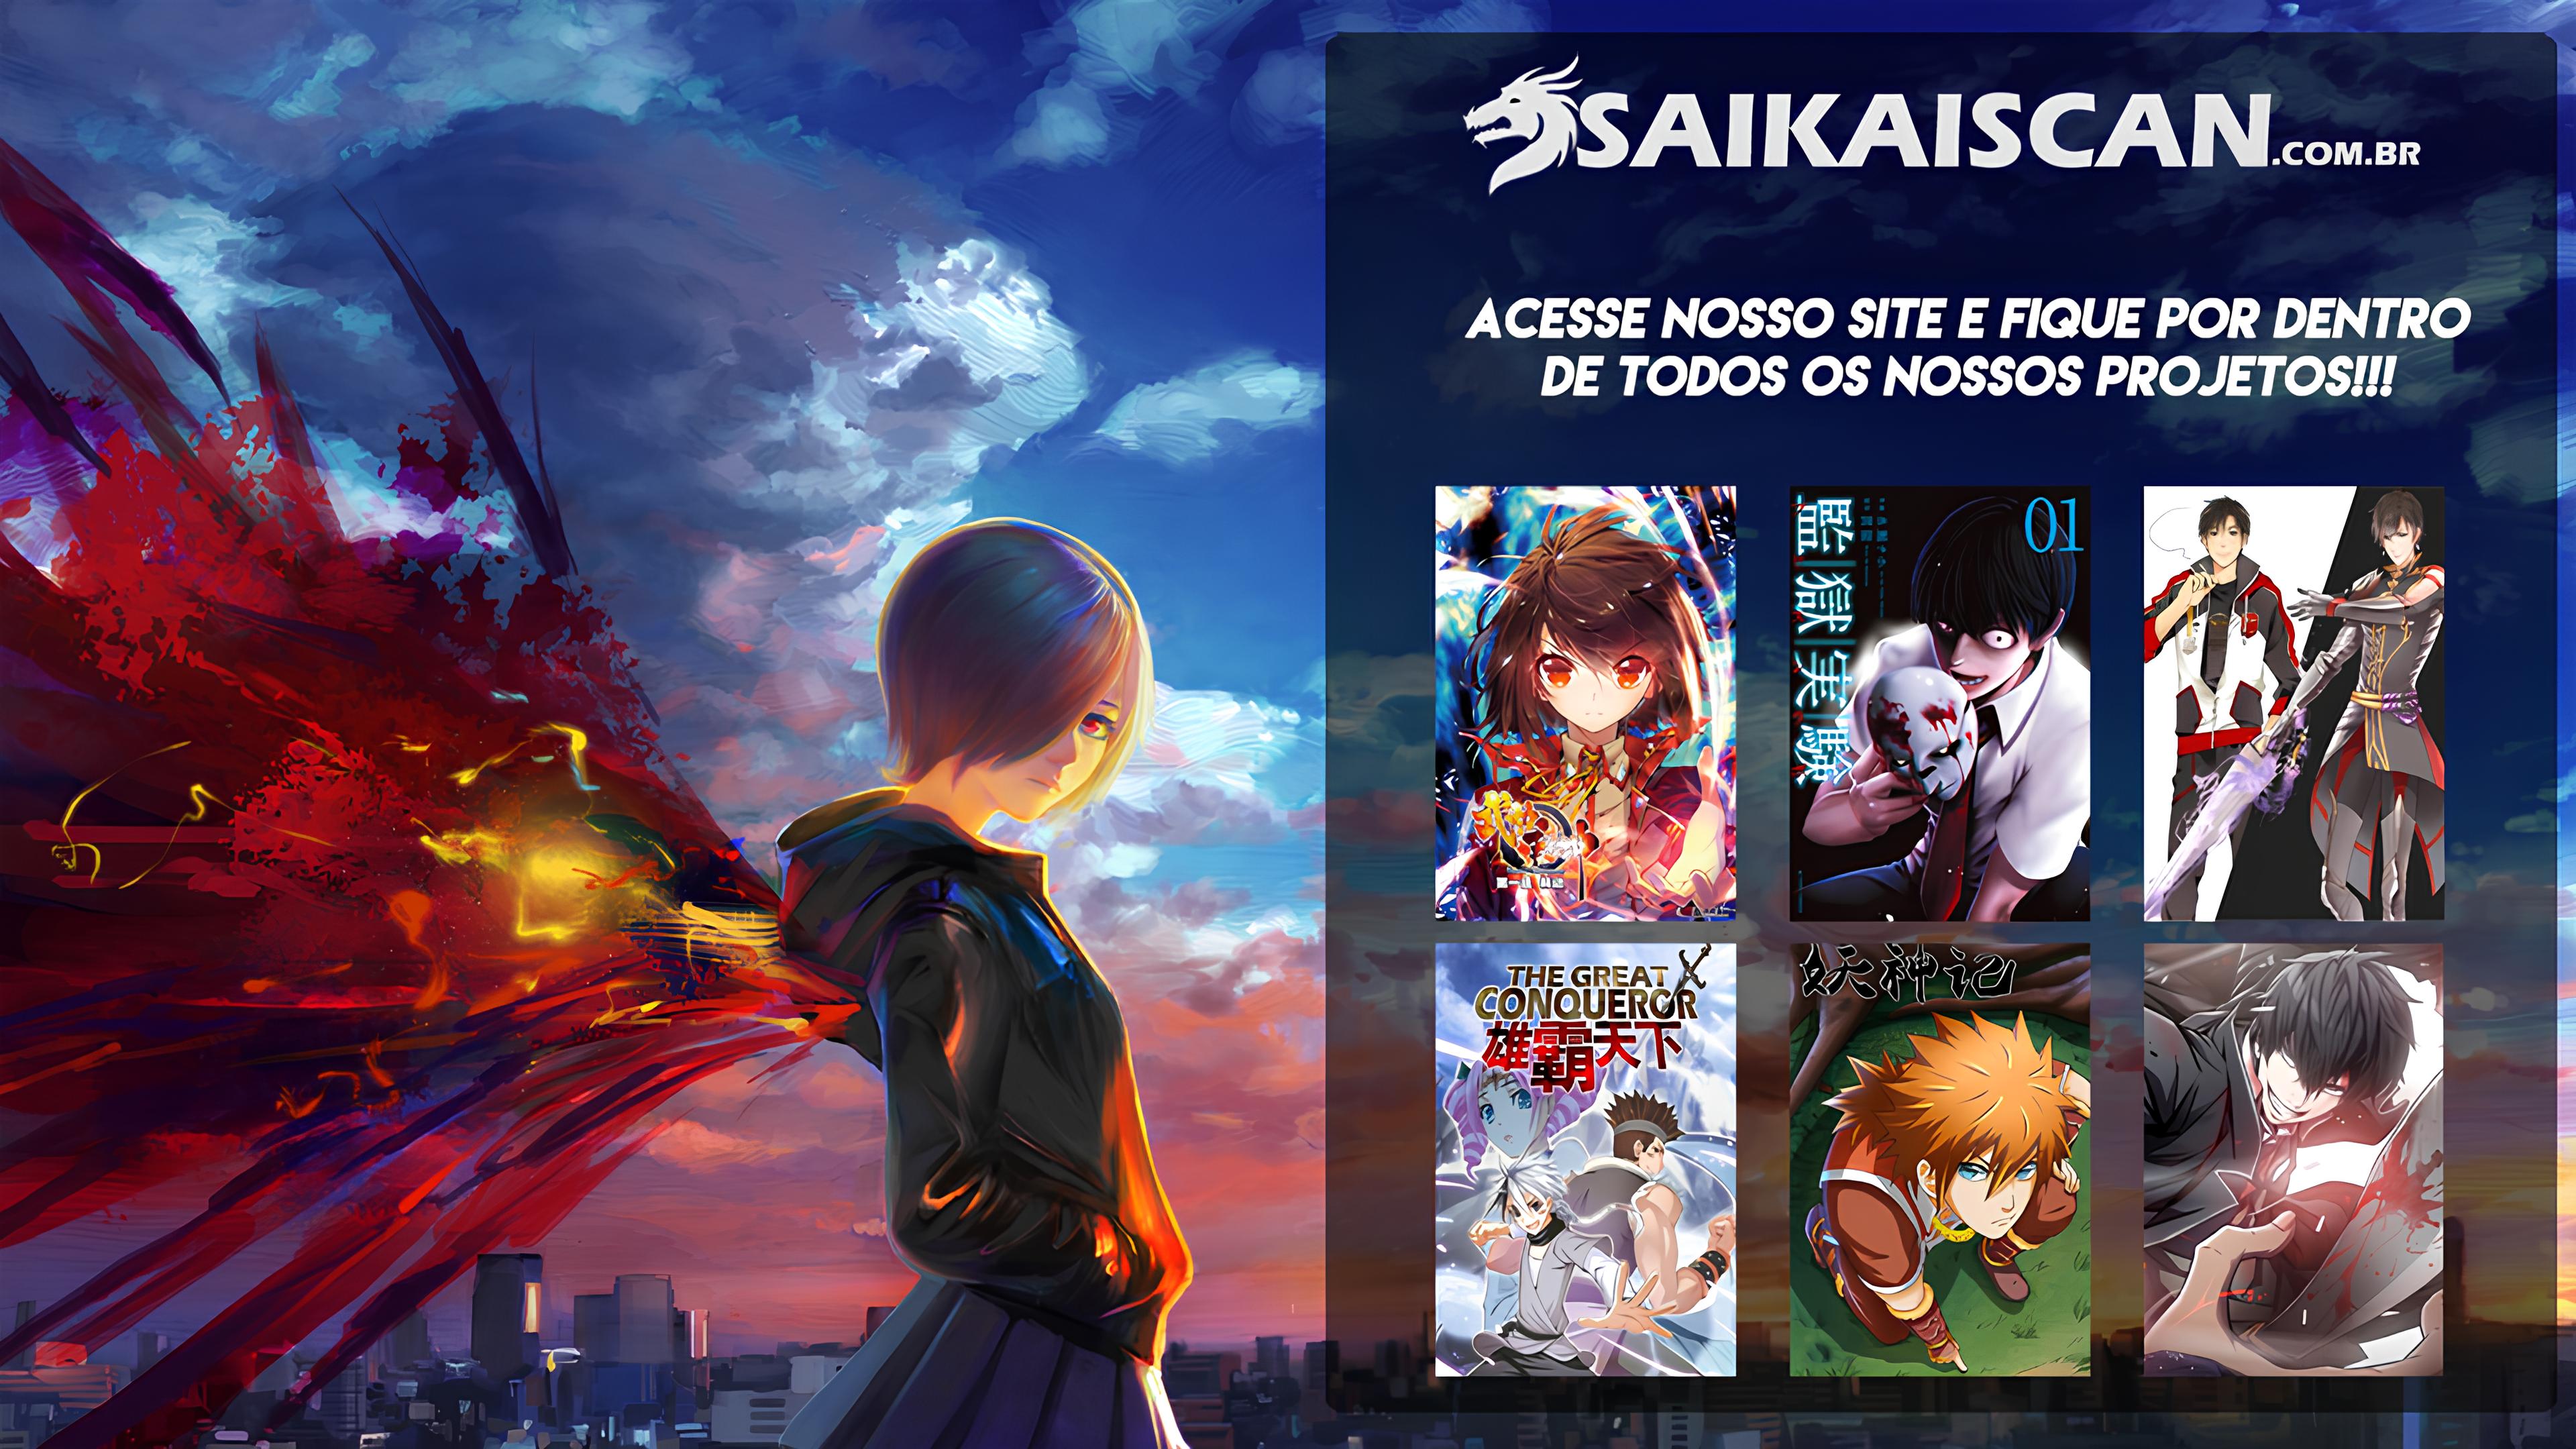 SAIKAISCAN.COM.BR
ACESSE NOSSO SITE E FIQUE POR DENTRO
DE TODOS OS NOSSOS PROJETOS!!!
01
監獄実験
THE GREAT
CONQUEROR
雄霸天下
妖神记